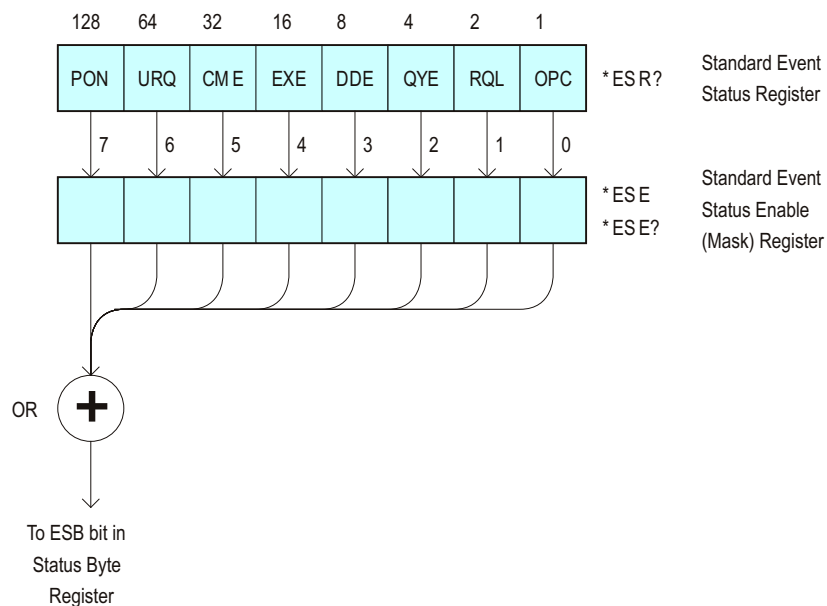 128 64 32 16 8 4 2 1
PON URQ CME EXE DDE QYE RQL OPC
*ESR?
Standard Event
Status Register
7 6 5 4 3 2 1 0
*ESE
*ESE?
Standard Event
Status Enable
(Mask) Register
OR +
To ESB bit in
Status Byte
Register